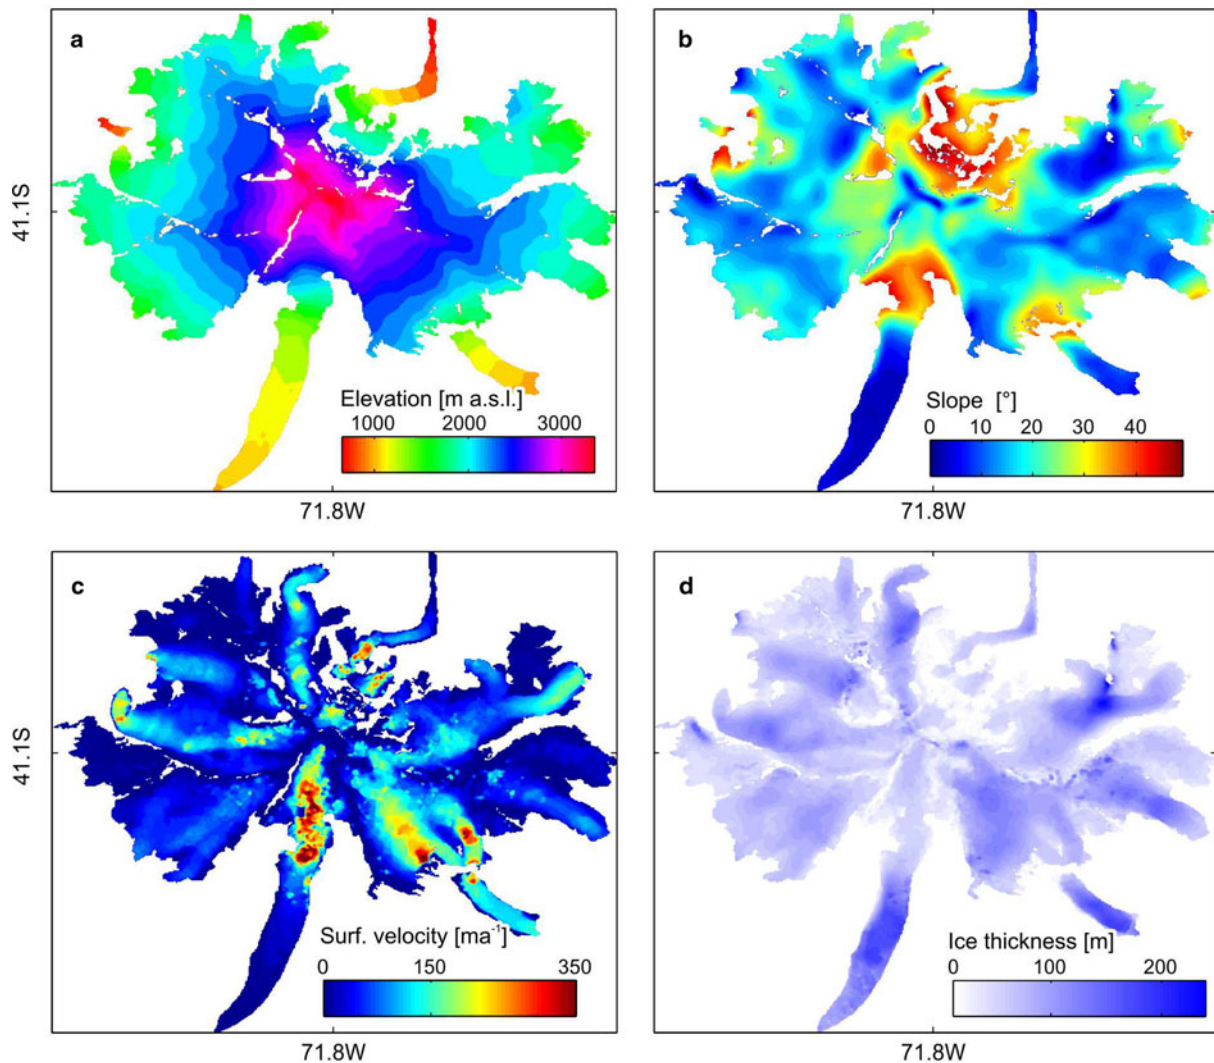 a
b
41.1S
Elevation [m a.s.l.]
1000 2000 3000
Slope [°]
0 10 20 30 40
71.8W
71.8W
c
d
41.1S
Surf. velocity [ma⁻¹]
0 150 350
Ice thickness [m]
0 100 200
71.8W
71.8W